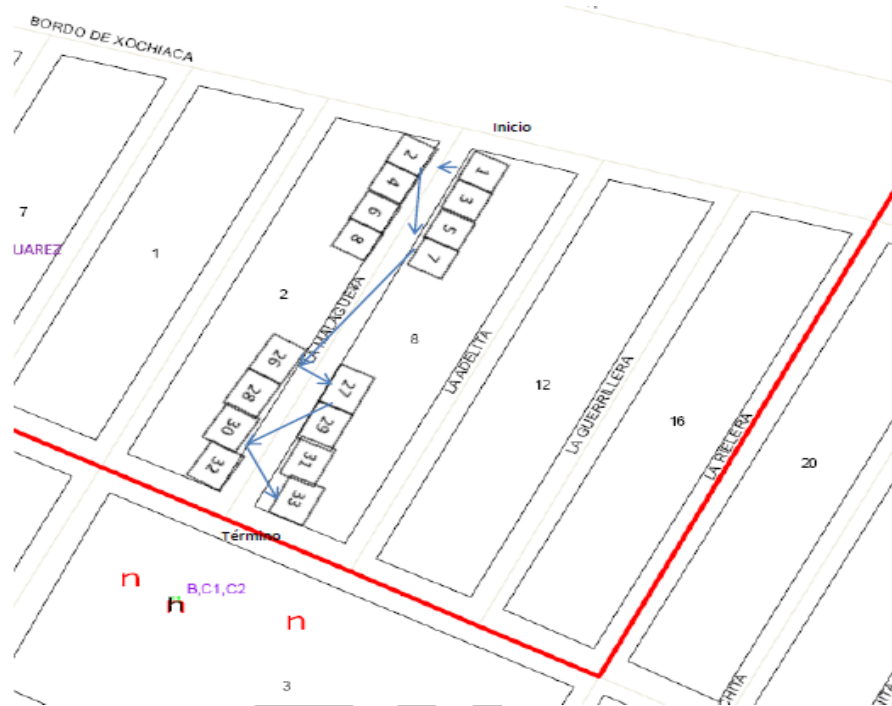 BORDO DE XOCHIACA
Inicio
2
4
6
8
1
3
5
7
7
UAREZ
1
2
8
12
16
20
LA MALAGUEÑA
LA ADELITA
LA GUERRILLERA
LA RIELERA
26
28
30
32
27
29
31
33
Término
n
h
B,C1,C2
n
3